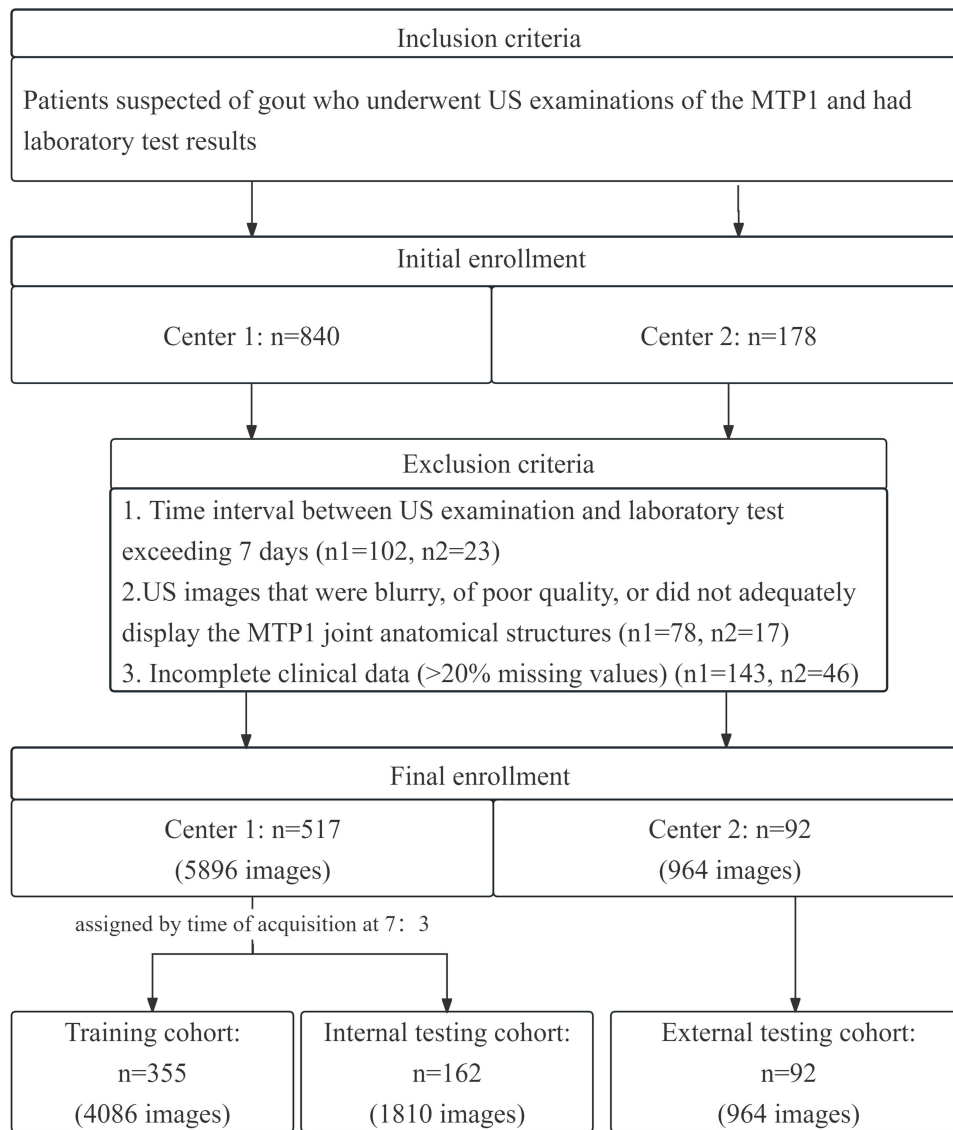 Inclusion criteria
Patients suspected of gout who underwent US examinations of the MTP1 and had
laboratory test results
Initial enrollment
Center 1: n=840
Center 2: n=178
Exclusion criteria
1. Time interval between US examination and laboratory test
exceeding 7 days (n1=102, n2=23)
2.US images that were blurry, of poor quality, or did not adequately
display the MTP1 joint anatomical structures (n1=78, n2=17)
3. Incomplete clinical data (>20% missing values) (n1=143, n2=46)
Final enrollment
Center 1: n=517
(5896 images)
Center 2: n=92
(964 images)
assigned by time of acquisition at 7：3
Training cohort:
n=355
(4086 images)
Internal testing cohort:
n=162
(1810 images)
External testing cohort:
n=92
(964 images)